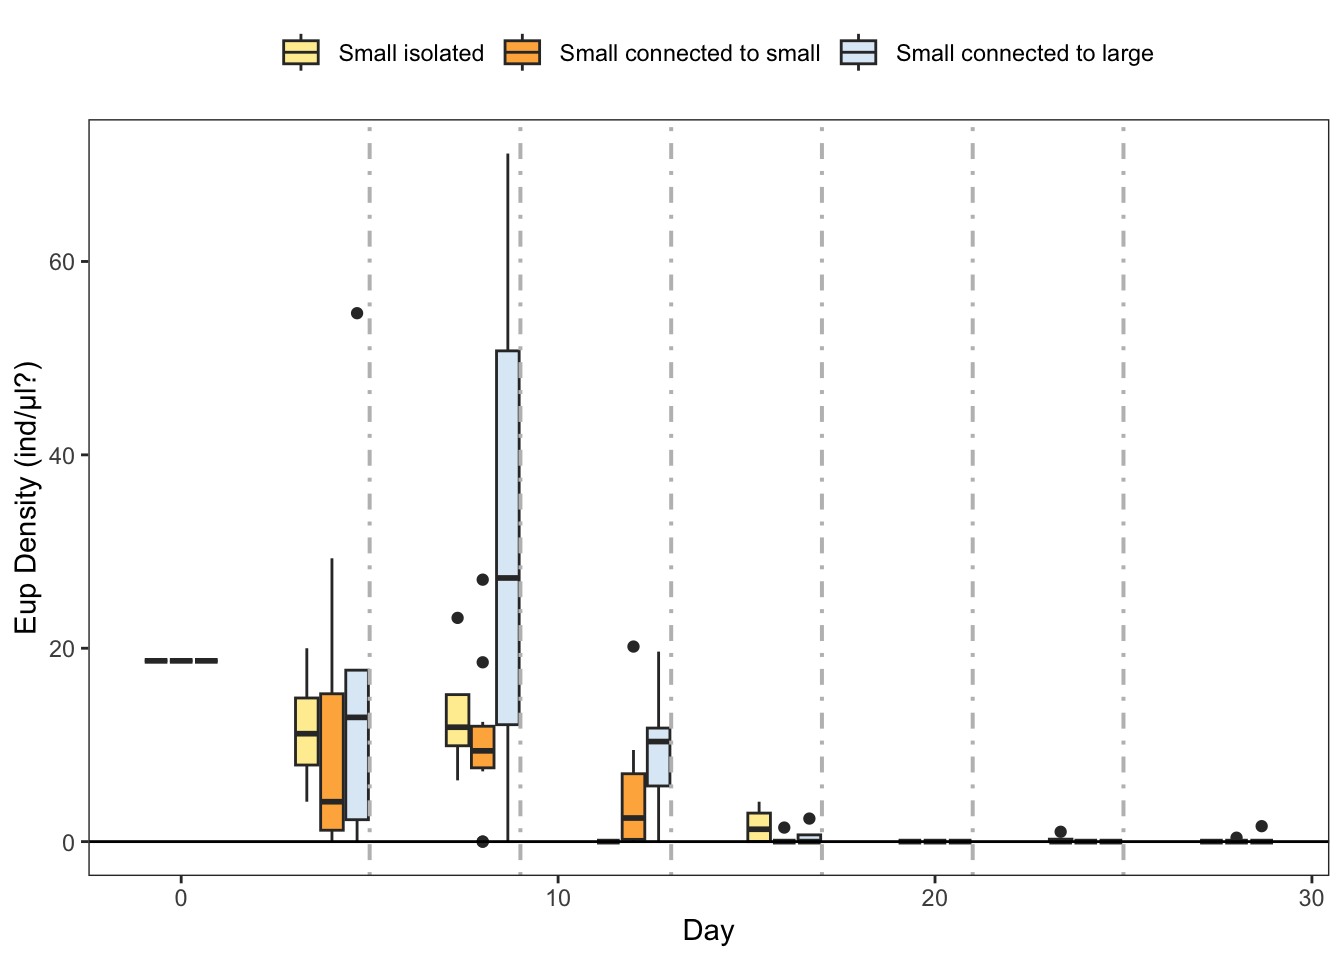 Small isolated Small connected to small Small connected to large
Eup Density (ind/μl?)
60
40
20
0
0 10 20 30
Day